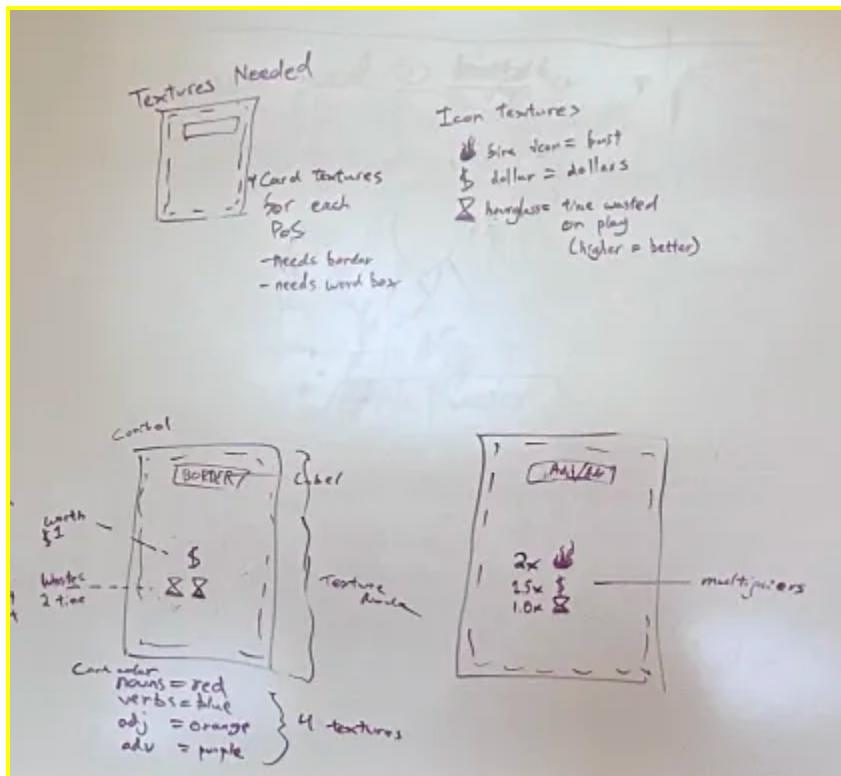 Textures Needed
4 Card textures
for each
PoS
- needs border
- needs word box
Icon Textures
fire icon = bust
$ dollar = dollars
hourglass = time wasted
on play
(higher = better)
Control
BORDER
Label
worth
$1
$
Wastes
2 time
Texture
Card color
nouns = red
verbs = blue
adj = orange
adv = purple
4 textures
2x
1.5x $
1.0x
multipliers